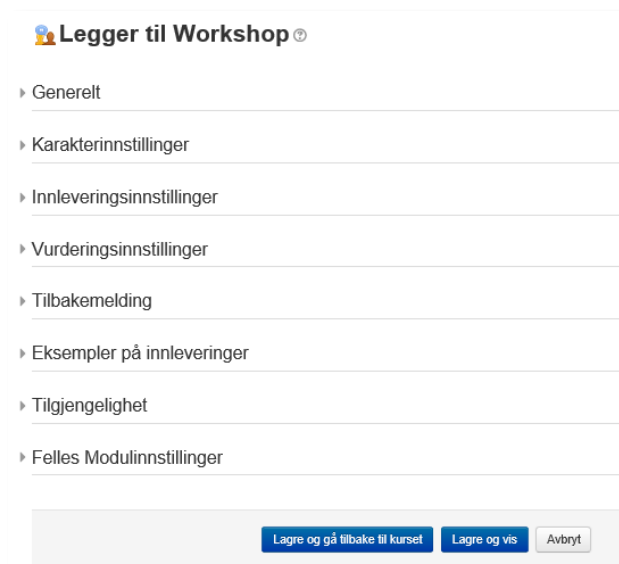 Legger til Workshop
Generelt
Karakterinnstillinger
Innleveringsinnstillinger
Vurderingsinnstillinger
Tilbakemelding
Eksempler på innleveringer
Tilgjengelighet
Felles Modulinnstillinger
Lagre og gå tilbake til kurset Lagre og vis Avbryt